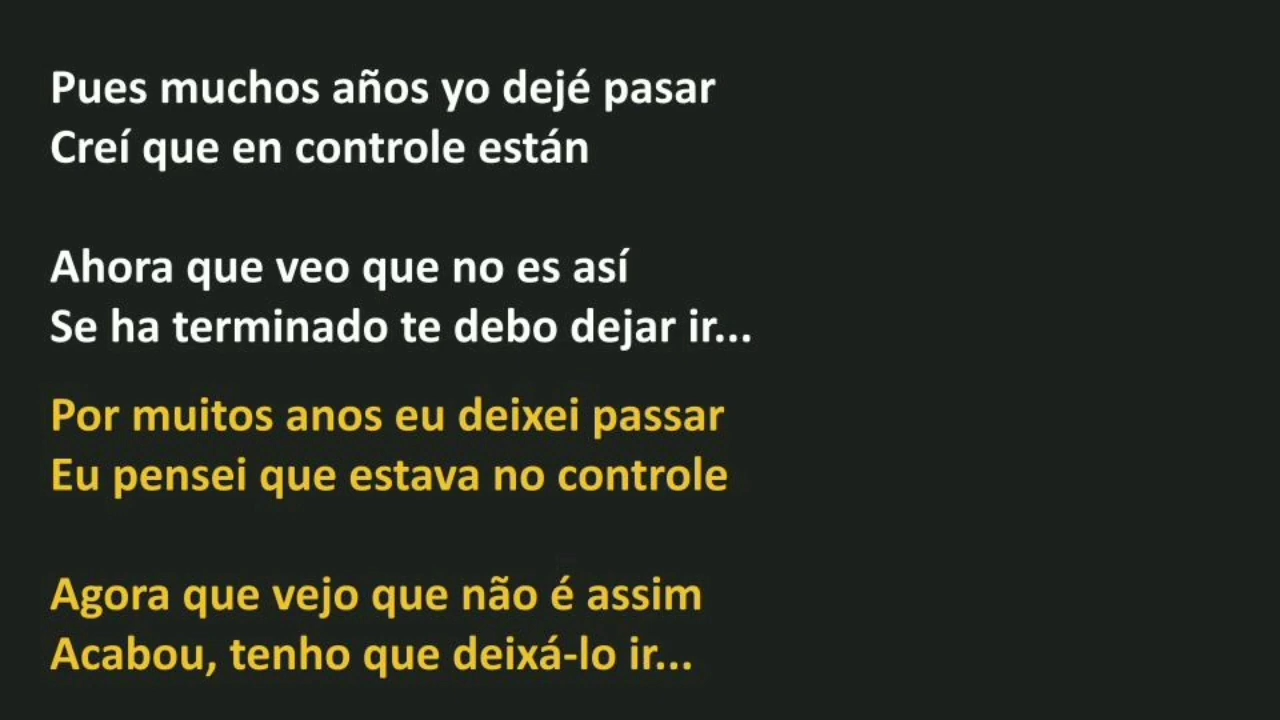 Pues muchos años yo dejé pasar
Creí que en controle están
Ahora que veo que no es así
Se ha terminado te debo dejar ir...
Por muitos anos eu deixei passar
Eu pensei que estava no controle
Agora que vejo que não é assim
Acabou, tenho que deixá-lo ir...